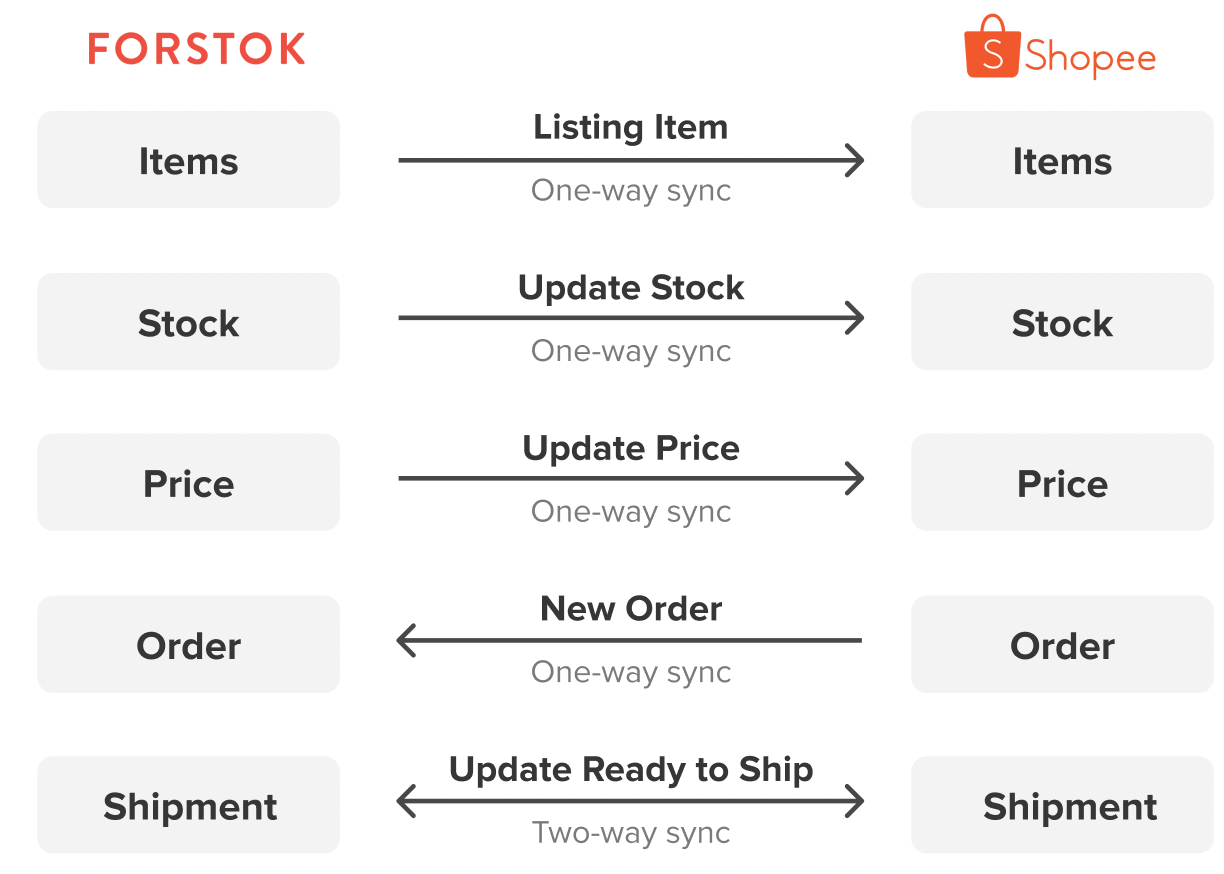 FORSTOK
S Shopee
Items
Listing Item
One-way sync
Items
Stock
Update Stock
One-way sync
Stock
Price
Update Price
One-way sync
Price
Order
New Order
One-way sync
Order
Shipment
Update Ready to Ship
Two-way sync
Shipment